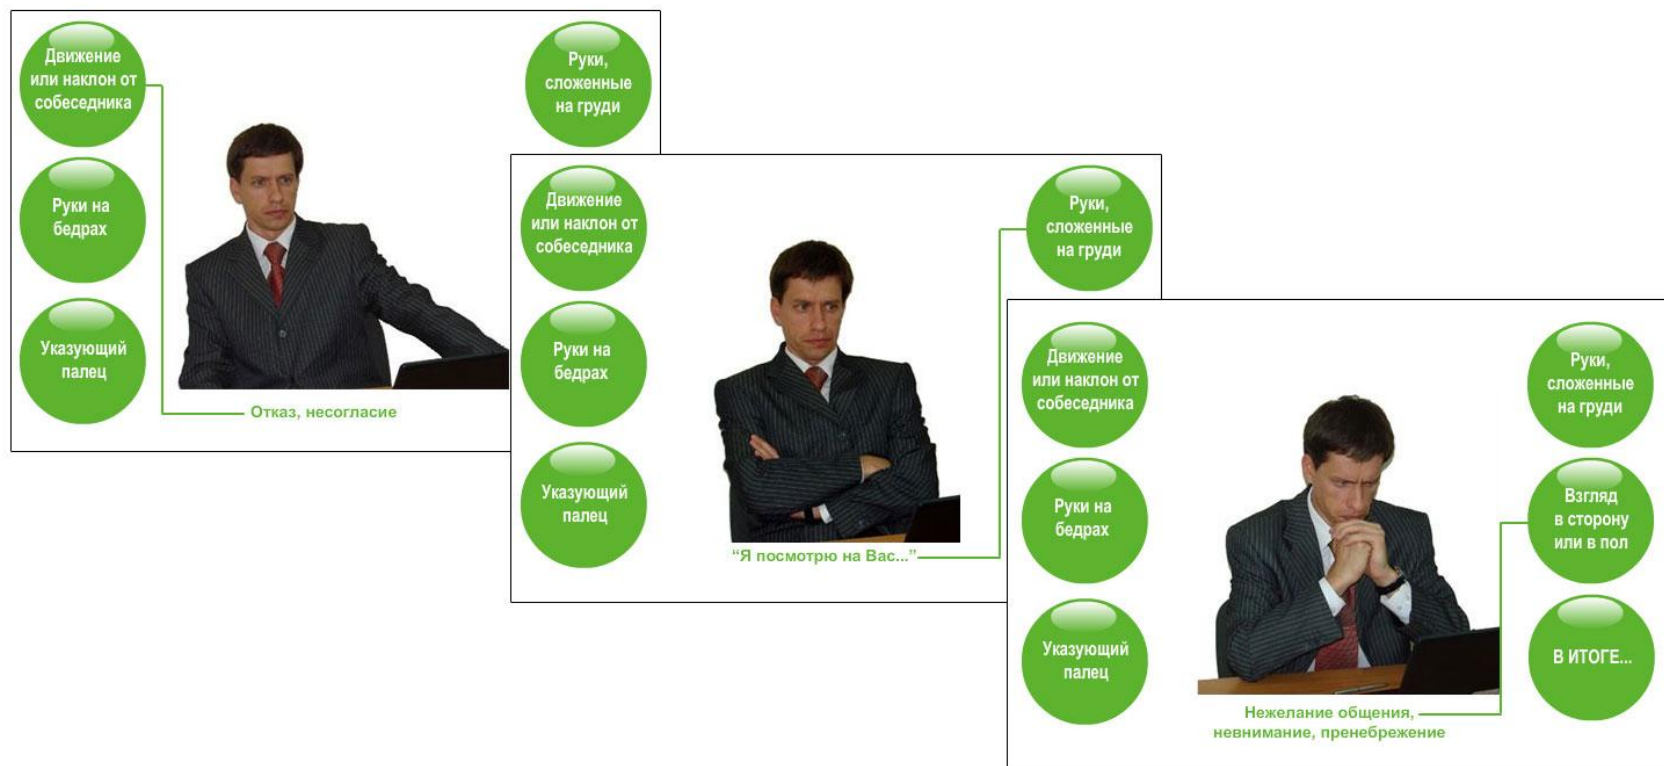 Движение
или наклон от
собеседника
Руки,
сложенные
на груди
Руки на
бедрах
Указующий
палец
Отказ, несогласие
Движение
или наклон от
собеседника
Руки,
сложенные
на груди
Руки на
бедрах
Указующий
палец
“Я посмотрю на Вас...”
Движение
или наклон от
собеседника
Руки,
сложенные
на груди
Руки на
бедрах
Взгляд
в сторону
или в пол
Указующий
палец
В ИТОГЕ...
Нежелание общения,
невнимание, пренебрежение